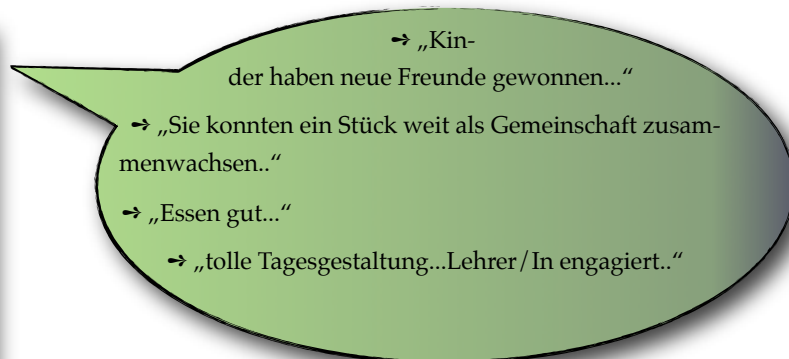 ➺ „Kin-
der haben neue Freunde gewonnen...“
➺ „Sie konnten ein Stück weit als Gemeinschaft zusam-
menwachsen..“
➺ „Essen gut...“
➺ „tolle Tagesgestaltung...Lehrer/In engagiert..“